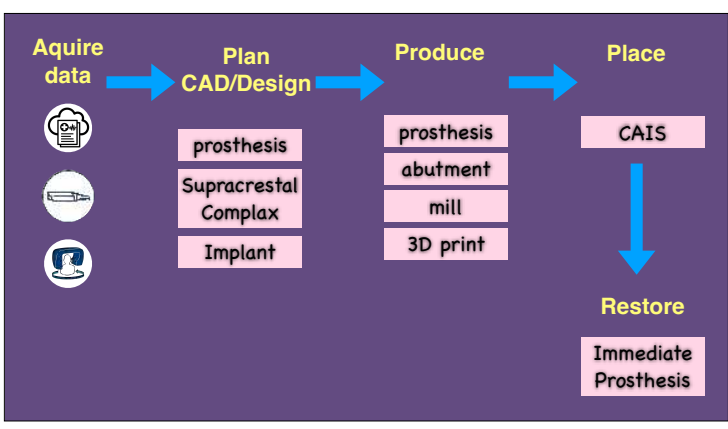 Aquire
data
Plan
CAD/Design
Produce
Place
prosthesis
Supracrestal
Complax
Implant
prosthesis
abutment
mill
3D print
CAIS
Restore
Immediate
Prosthesis